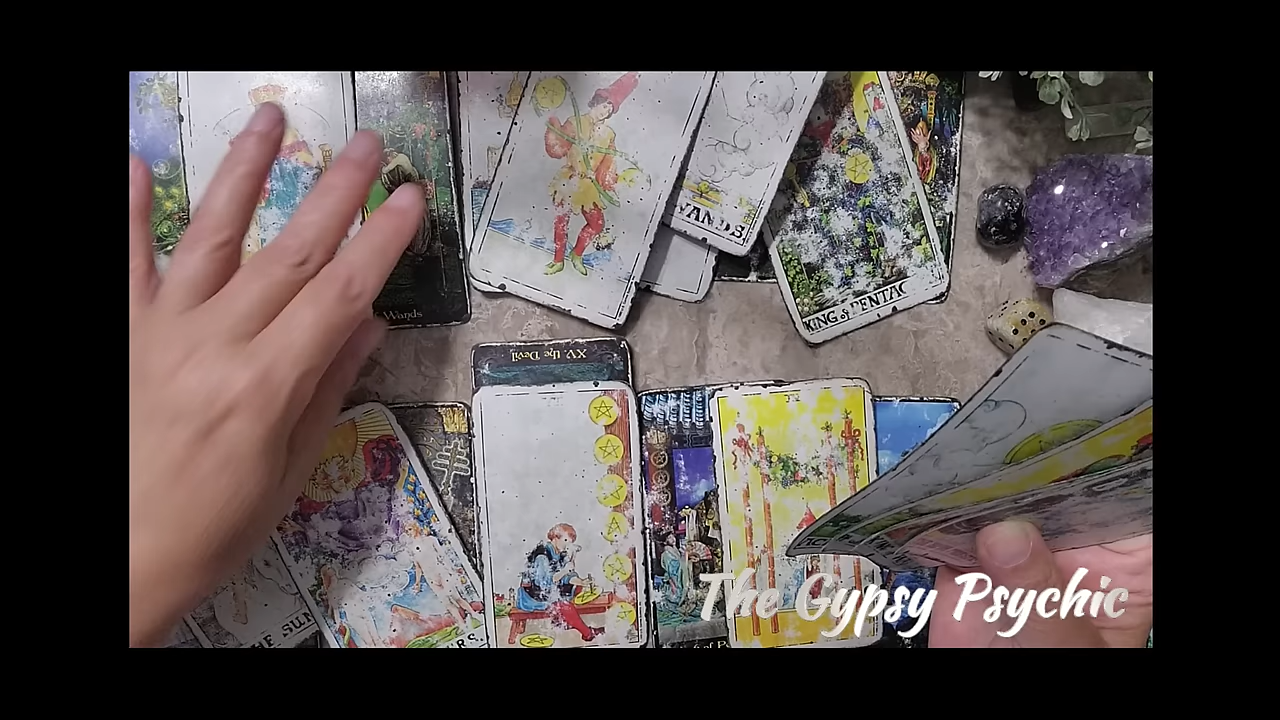 Wands
WANDS
KING of PENTAC
XV. the Devil
THE SUN
The Gypsy Psychic